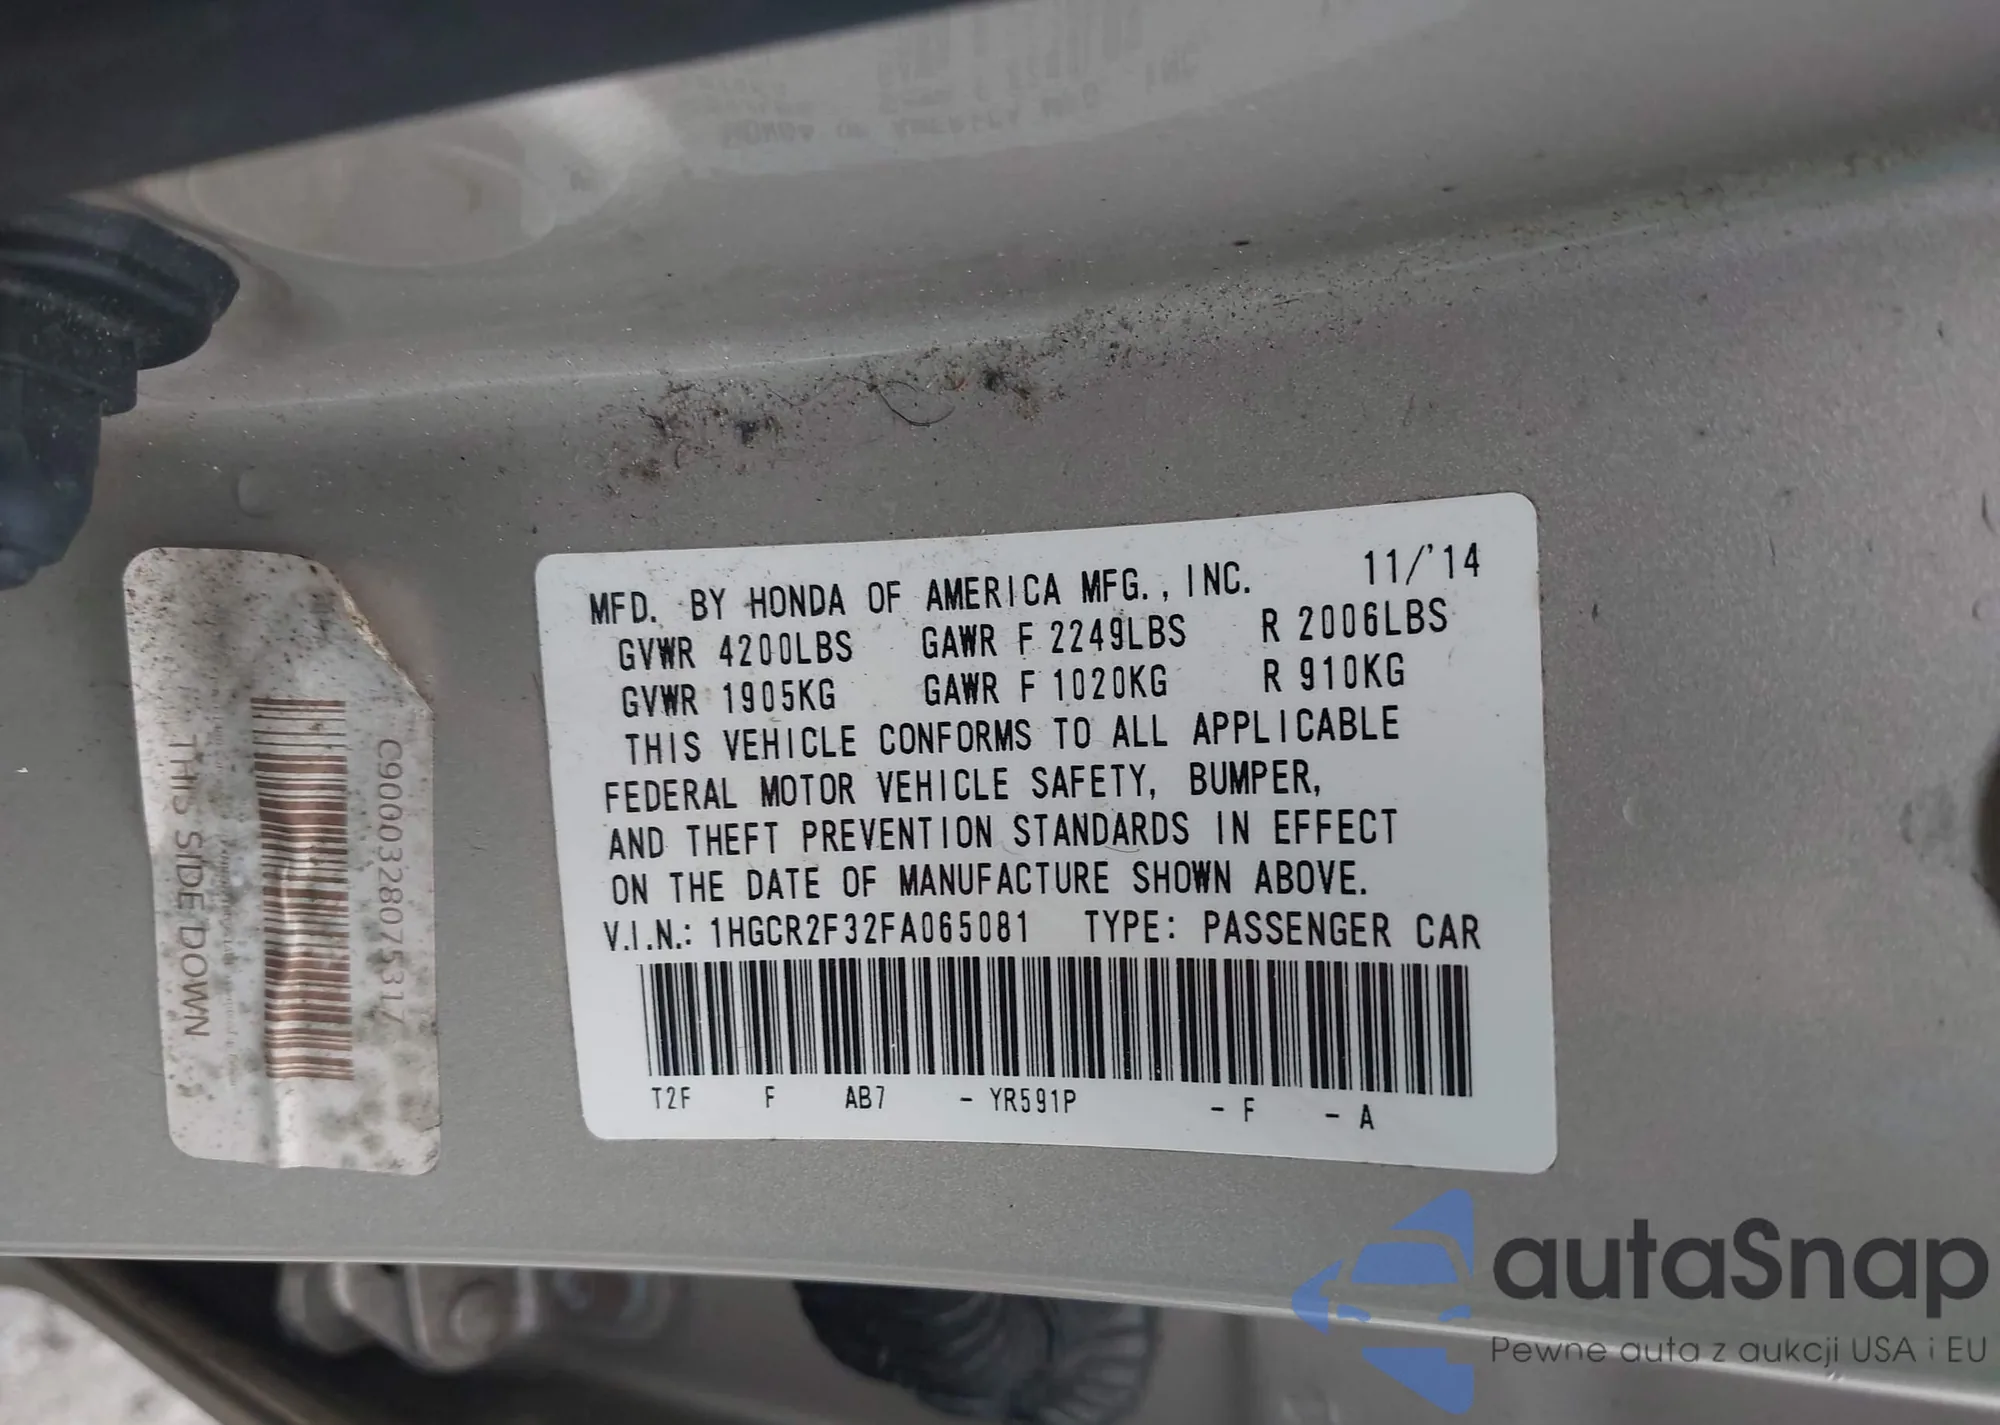 MFD. BY HONDA OF AMERICA MFG., INC. 11/'14
GVWR 4200LBS GAWR F 2249LBS R 2006LBS
GVWR 1905KG GAWR F 1020KG R 910KG
THIS VEHICLE CONFORMS TO ALL APPLICABLE
FEDERAL MOTOR VEHICLE SAFETY, BUMPER,
AND THEFT PREVENTION STANDARDS IN EFFECT
ON THE DATE OF MANUFACTURE SHOWN ABOVE.
V.I.N.: 1HGCR2F32FA065081 TYPE: PASSENGER CAR
T2F F AB7 - YR591P - F - A
C9000328075317
THIS SIDE DOWN
autaSnap
Pewne auta z aukcji USA i EU